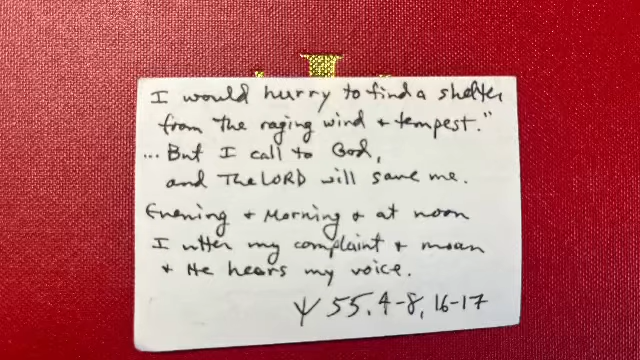 I would hurry to find a shelter
from the raging wind + tempest."
... But I call to God,
and The LORD will save me.
Evening + Morning + at noon
I utter my complaint + moan
+ He hears my voice.
Ψ 55. 4-8, 16-17